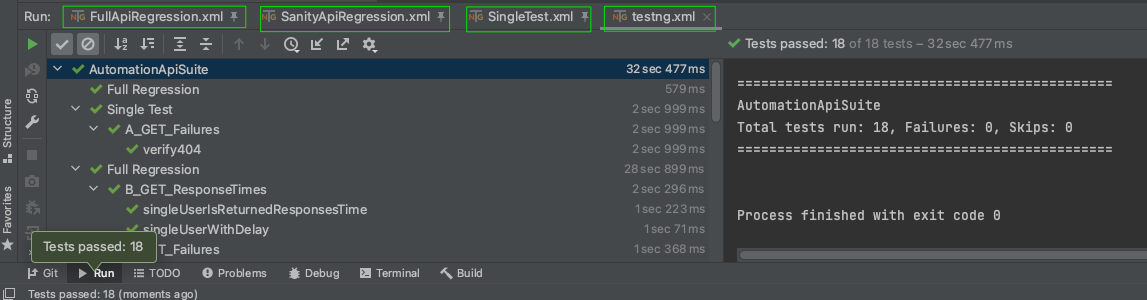 Run: FullApiRegression.xml SanityApiRegression.xml SingleTest.xml testng.xml
Tests passed: 18 of 18 tests – 32 sec 477 ms
AutomationApiSuite 32 sec 477 ms
Full Regression 579 ms
Single Test 2 sec 999 ms
A_GET_Failures 2 sec 999 ms
verify404 2 sec 999 ms
Full Regression 28 sec 899 ms
B_GET_ResponseTimes 2 sec 296 ms
singleUserIsReturnedResponsesTime 1 sec 223 ms
singleUserWithDelay 1 sec 71 ms
ET_Failures 1 sec 368 ms
===============================================
AutomationApiSuite
Total tests run: 18, Failures: 0, Skips: 0
===============================================
Process finished with exit code 0
Structure
Favorites
Tests passed: 18
Git Run TODO Problems Debug Terminal Build
Tests passed: 18 (moments ago)